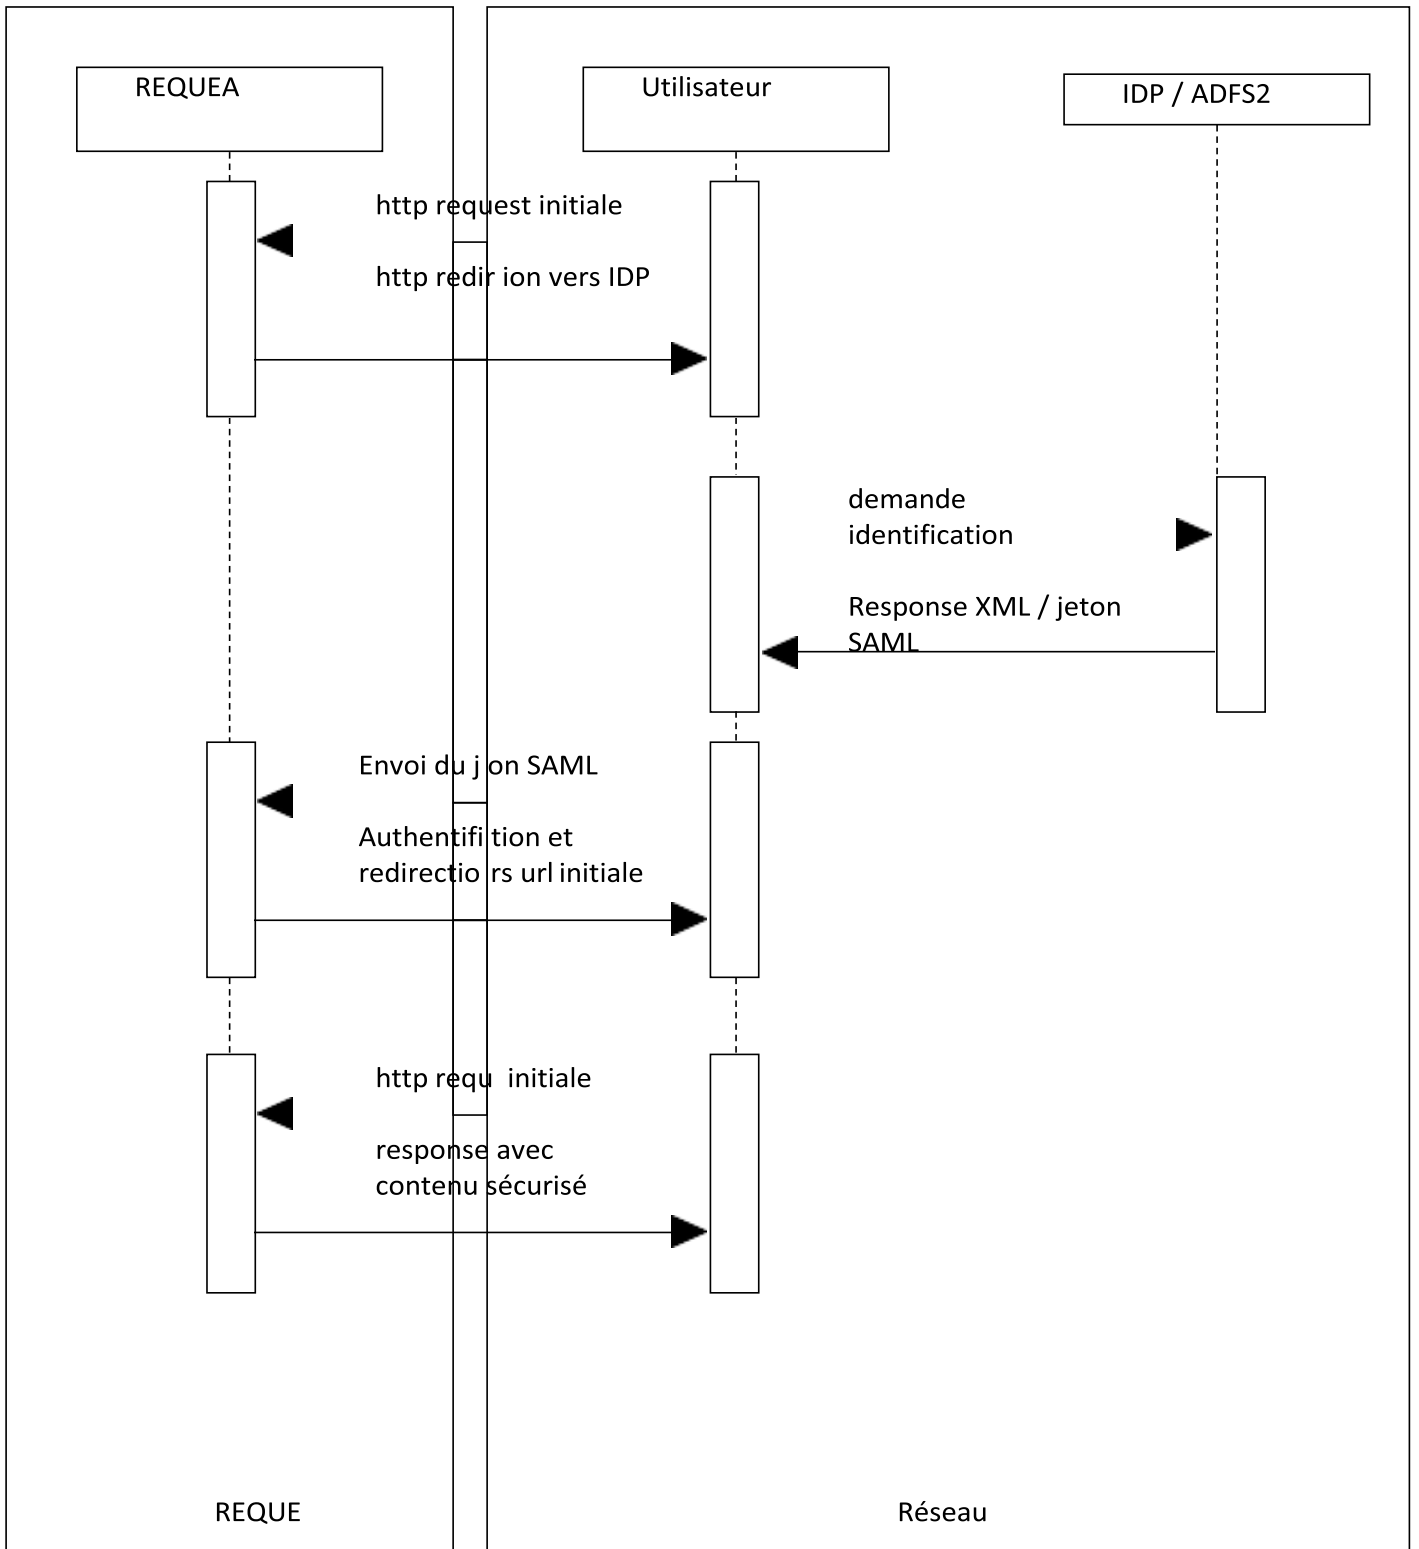 REQUEA
Utilisateur
IDP / ADFS2
http request initiale
http redir ion vers IDP
demande
identification
Response XML / jeton
SAML
Envoi du j on SAML
Authentifi tion et
redirectio rs url initiale
http requ initiale
response avec
contenu sécurisé
REQUE
Réseau